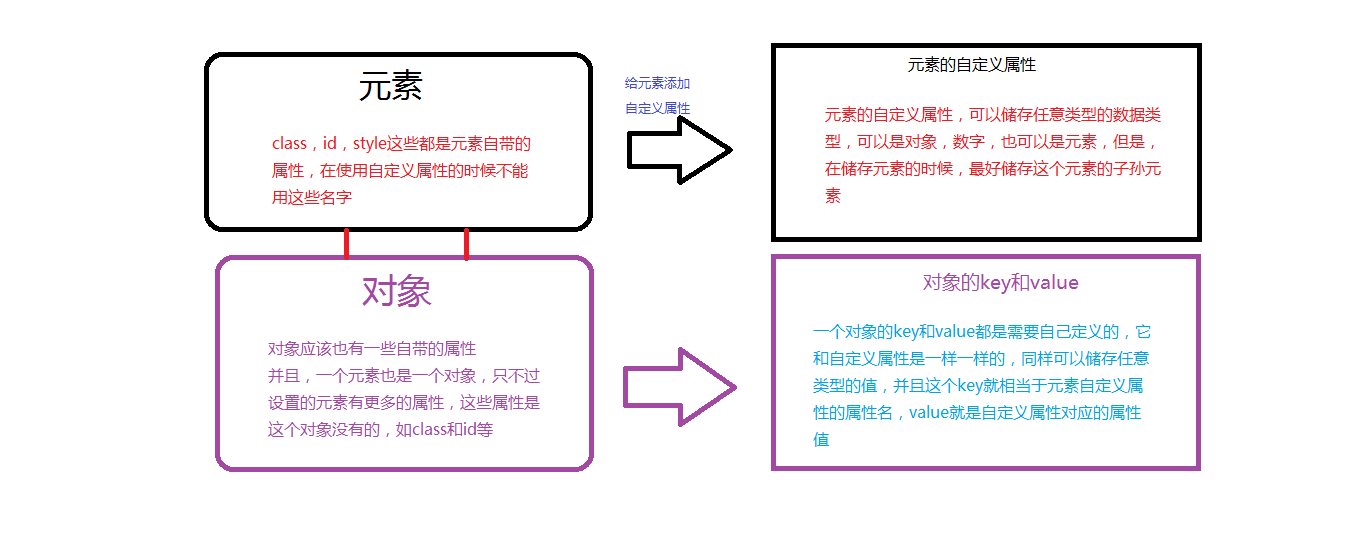 元素
class，id，style这些都是元素自带的
属性，在使用自定义属性的时候不能
用这些名字
给元素添加
自定义属性
元素的自定义属性
元素的自定义属性，可以储存任意类型的数据类
型，可以是对象，数字，也可以是元素，但是，
在储存元素的时候，最好储存这个元素的子孙元
素
对象
对象应该也有一些自带的属性
并且，一个元素也是一个对象，只不过
设置的元素有更多的属性，这些属性是
这个对象没有的，如class和id等
对象的key和value
一个对象的key和value都是需要自己定义的，它
和自定义属性是一样一样的，同样可以储存任意
类型的值，并且这个key就相当于元素自定义属
性的属性名，value就是自定义属性对应的属性
值